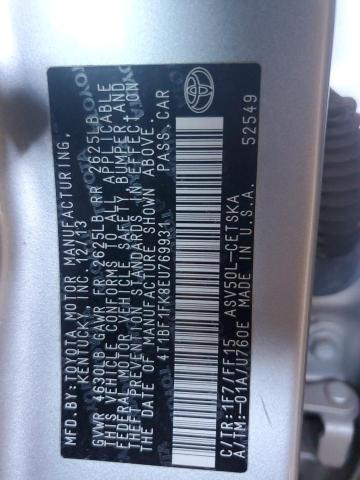 MFD.BY:TOYOTA MOTOR MANUFACTURING,
KENTUCKY, INC. 12/13
GVWR 4630LB GAWR FR 2625LB RR 2625LB
THIS VEHICLE CONFORMS TO ALL APPLICABLE
FEDERAL MOTOR VEHICLE SAFETY, BUMPER, AND
THEFT PREVENTION STANDARDS IN EFFECT ON
THE DATE OF MANUFACTURE SHOWN ABOVE.
4T1BF1FK8EU769931 PASS.CAR
C/TR:1F7/FF15 ASV50L-CETSKA
A/TM:-01A/U760E MADE IN U.S.A.
52549